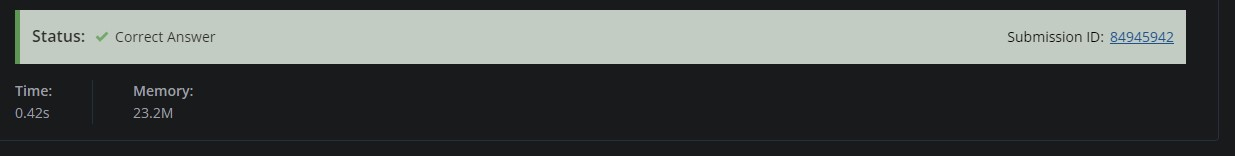 Status: Correct Answer Submission ID: 84945942
Time: Memory:
0.42s 23.2M